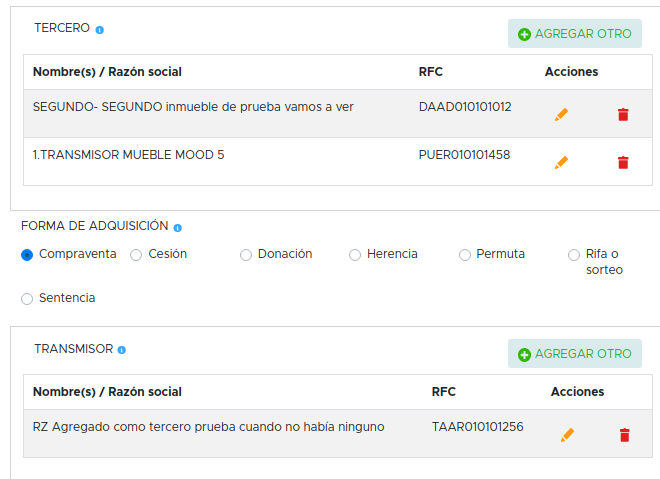 TERCERO
AGREGAR OTRO
Nombre(s) / Razón social RFC Acciones
SEGUNDO- SEGUNDO inmueble de prueba vamos a ver DAAD010101012
1.TRANSMISOR MUEBLE MOOD 5 PUER010101458
FORMA DE ADQUISICIÓN
Compraventa Cesión Donación Herencia Permuta Rifa o
sorteo
Sentencia
TRANSMISOR
AGREGAR OTRO
Nombre(s) / Razón social RFC Acciones
RZ Agregado como tercero prueba cuando no había ninguno TAAR010101256